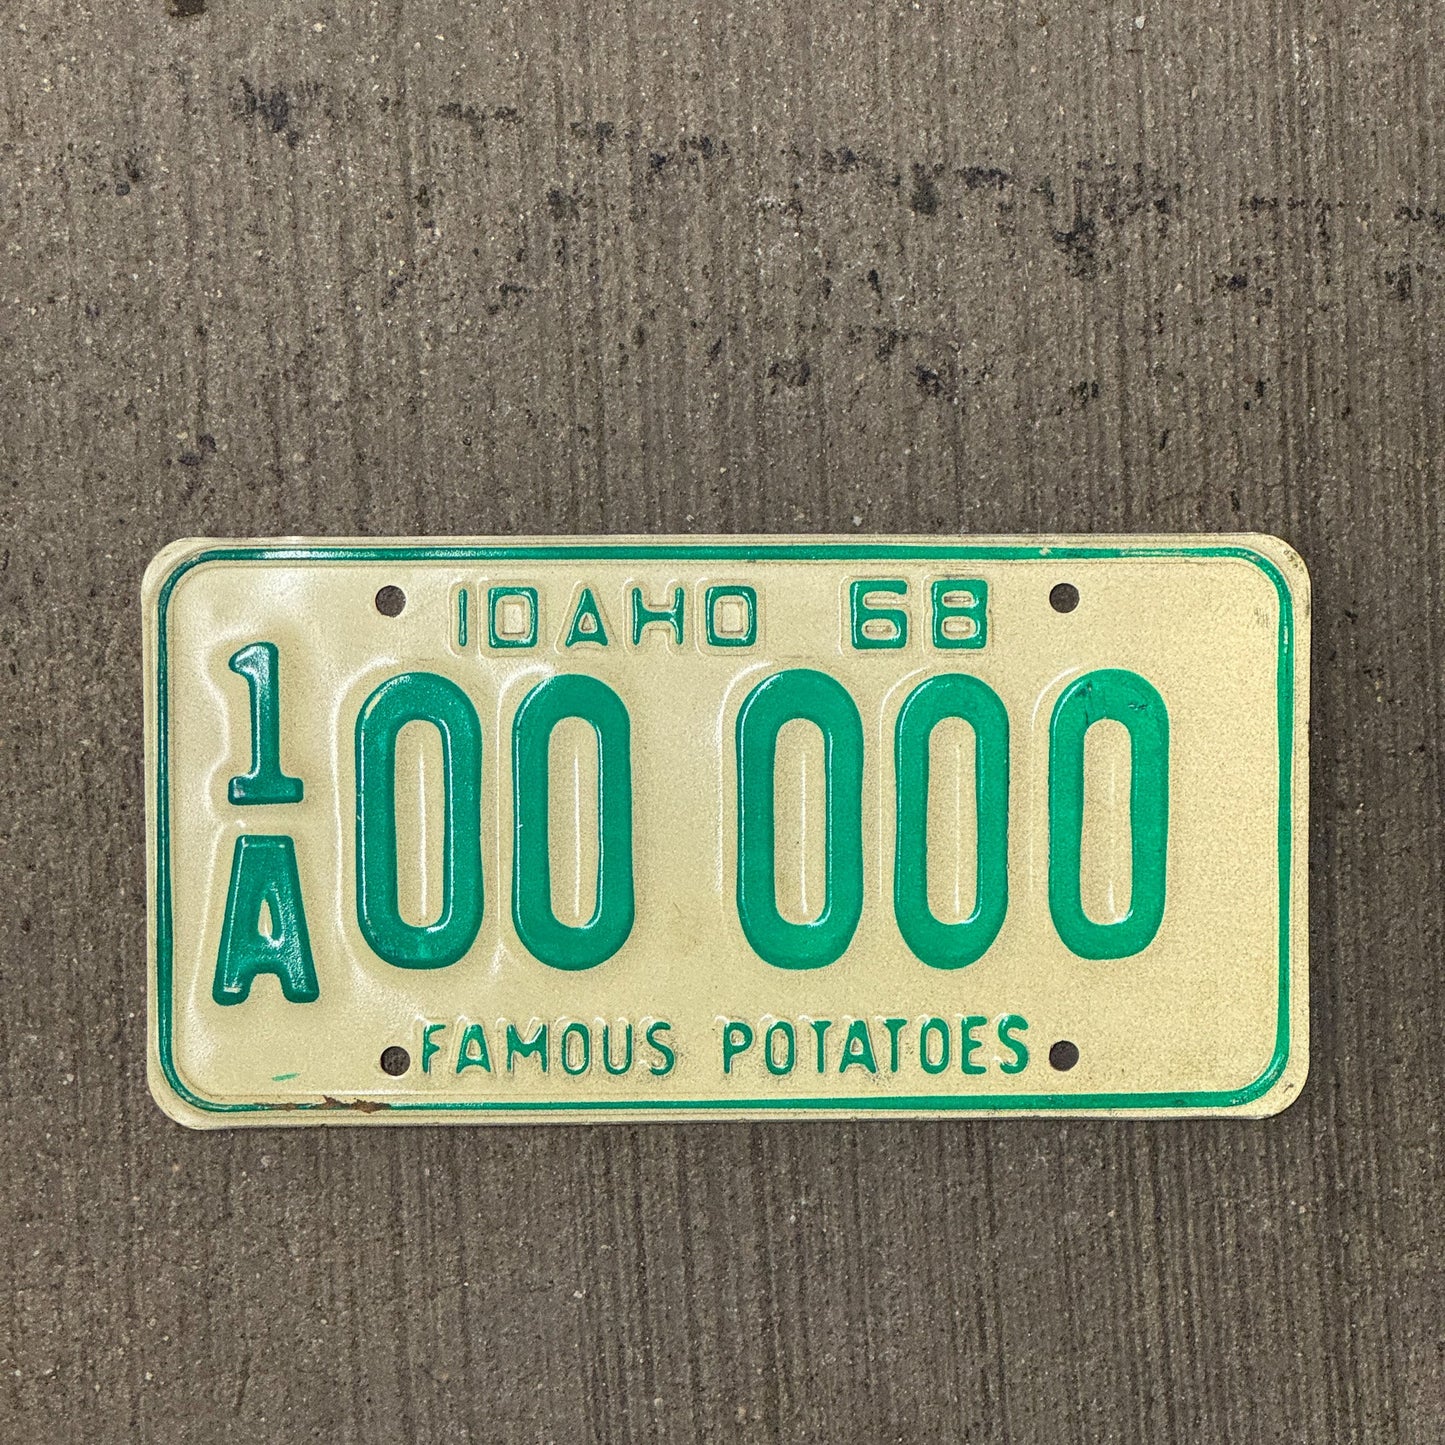 IDAHO 68
1/A 00 000
FAMOUS POTATOES